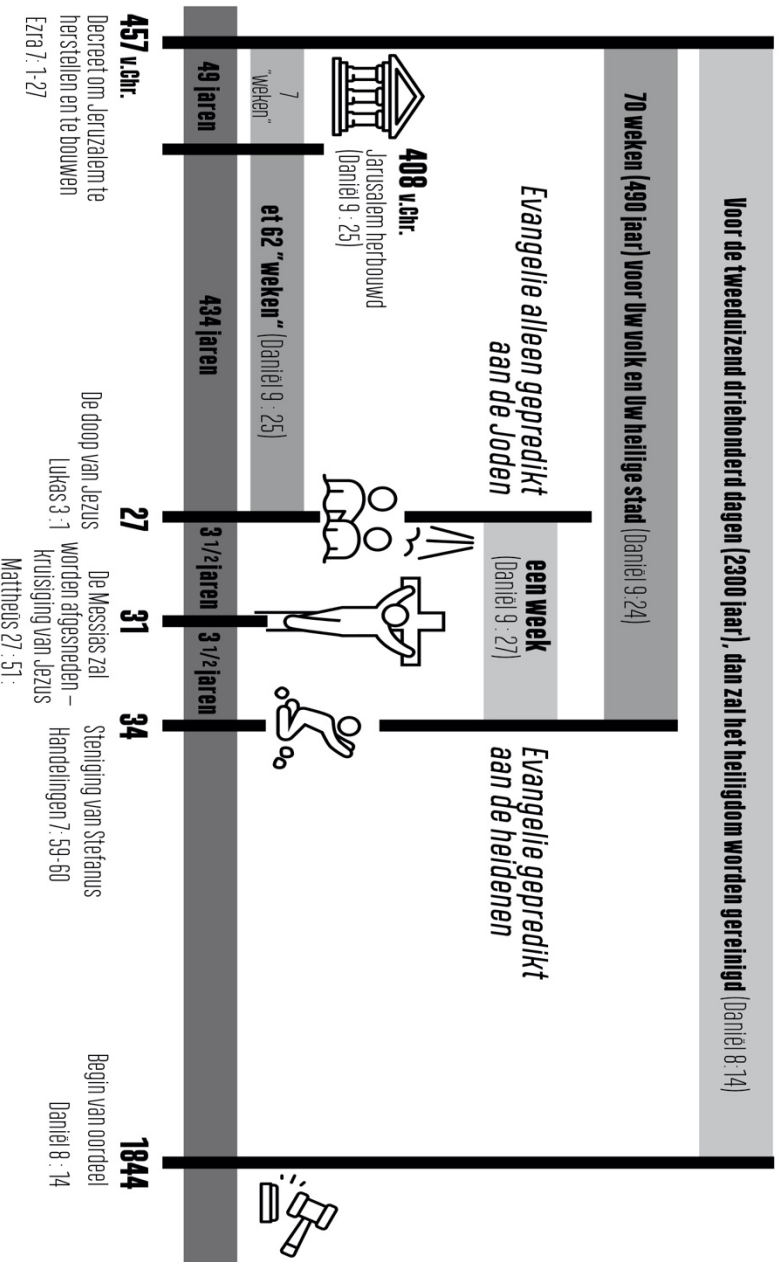 Voor de tweeduizend driehonderd dagen (2300 jaar), dan zal het heiligdom worden gereinigd (Daniël 8:14)
70 weken (490 jaar) voor Uw volk en Uw heilige stad (Daniël 9:24)
Evangelie alleen gepredikt
aan de Joden
een week
(Daniël 9 : 27)
Evangelie gepredikt
aan de heidenen
408 v.Chr.
Jarusalem herbouwd
(Daniël 9 : 25)
7
"weken"
et 62 "weken“ (Daniël 9 : 25)
49 jaren
434 jaren
3 1/2 jaren
3 1/2 jaren
457 v.Chr.
Decreet om Jeruzalem te
herstellen en te bouwen
Ezra 7: 1-27
27
De doop van Jezus
Lukas 3 : 1
31
De Messias zal
worden afgesneden –
kruisiging van Jezus
Mattheüs 27 : 51 :
34
Steniging van Stefanus
Handelingen 7: 59-60
1844
Begin van oordeel
Daniël 8 : 14